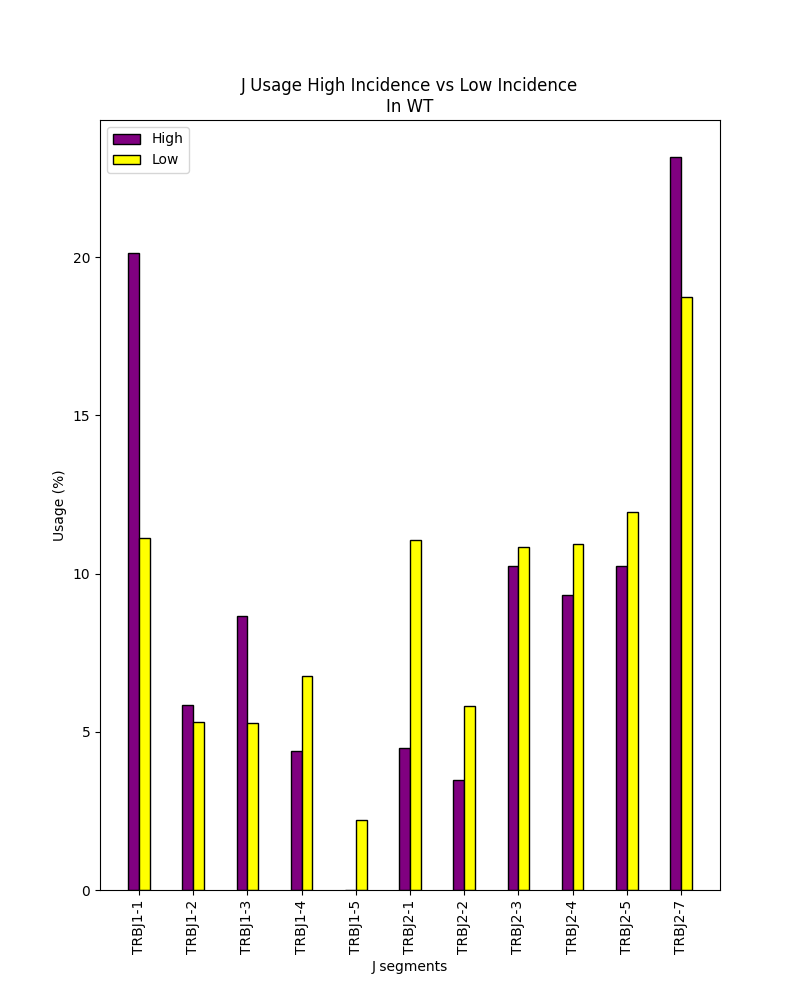 J Usage High Incidence vs Low Incidence
In WT
High
Low
Usage (%)
20
15
10
5
0
TRBJ1-1
TRBJ1-2
TRBJ1-3
TRBJ1-4
TRBJ1-5
TRBJ2-1
TRBJ2-2
TRBJ2-3
TRBJ2-4
TRBJ2-5
TRBJ2-7
J segments